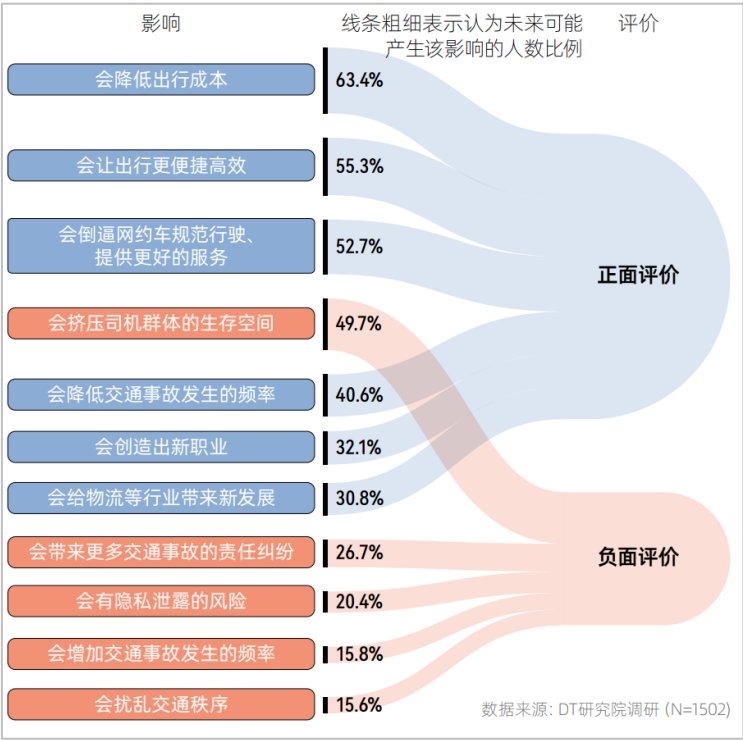 影响
线条粗细表示认为未来可能
产生该影响的人数比例
评价
会降低出行成本
63.4%
会让出行更便捷高效
55.3%
会倒逼网约车规范行驶、
提供更好的服务
52.7%
正面评价
会挤压司机群体的生存空间
49.7%
会降低交通事故发生的频率
40.6%
会创造出新职业
32.1%
会给物流等行业带来新发展
30.8%
会带来更多交通事故的责任纠纷
26.7%
负面评价
会有隐私泄露的风险
20.4%
会增加交通事故发生的频率
15.8%
会扰乱交通秩序
15.6%
数据来源: DT研究院调研 (N=1502)